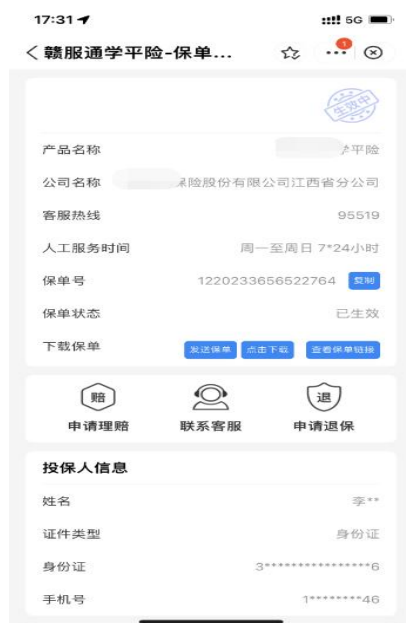 17:31
5G
赣服通学平险-保单...
1
生效中
产品名称 平险
公司名称 保险股份有限公司江西省分公司
客服热线 95519
人工服务时间 周一至周日 7*24小时
保单号 1220233656522764 复制
保单状态 已生效
下载保单 发送保单 点击下载 查看保单链接
赔 退
申请理赔 联系客服 申请退保
投保人信息
姓名 李**
证件类型 身份证
身份证 3****************6
手机号 1********46